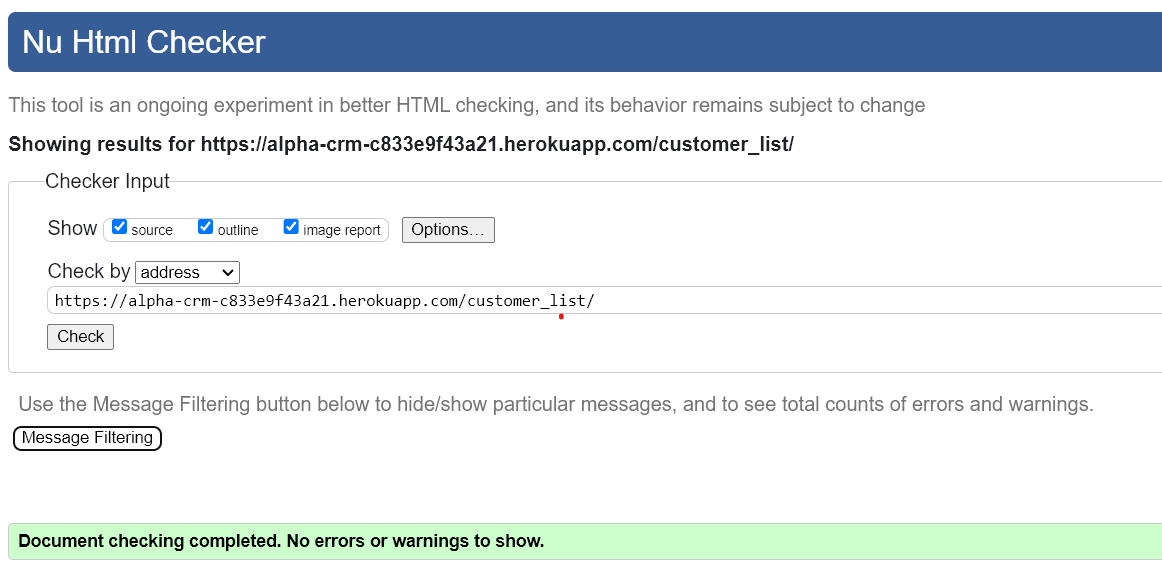 Nu Html Checker
This tool is an ongoing experiment in better HTML checking, and its behavior remains subject to change
Showing results for https://alpha-crm-c833e9f43a21.herokuapp.com/customer_list/
Checker Input
Show source outline image report Options...
Check by address
https://alpha-crm-c833e9f43a21.herokuapp.com/customer_list/
Check
Use the Message Filtering button below to hide/show particular messages, and to see total counts of errors and warnings.
Message Filtering
Document checking completed. No errors or warnings to show.